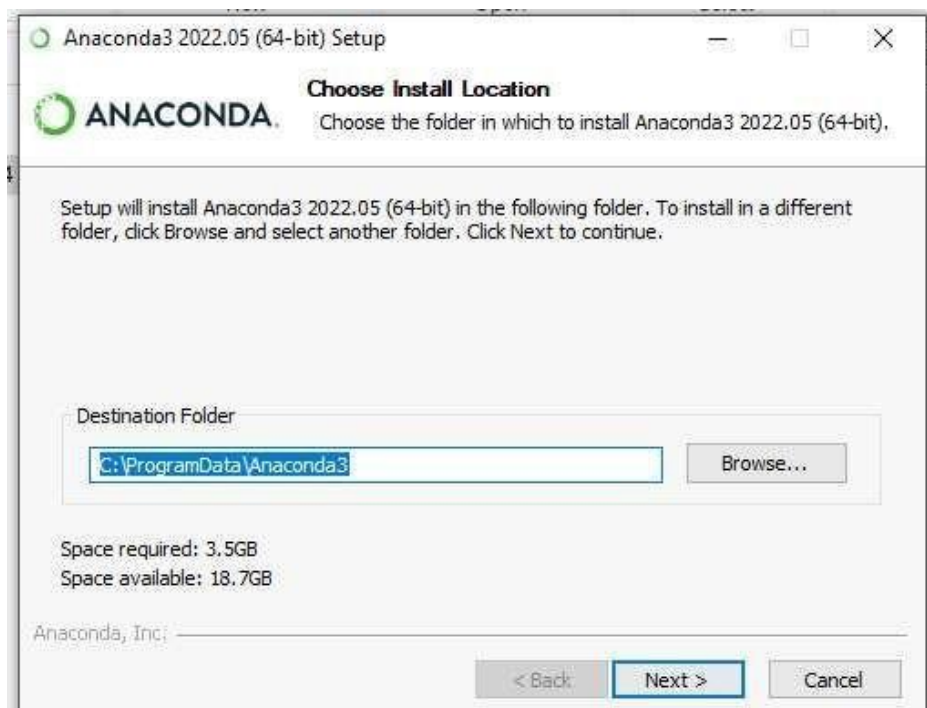 Anaconda3 2022.05 (64-bit) Setup
ANACONDA.
Choose Install Location
Choose the folder in which to install Anaconda3 2022.05 (64-bit).
Setup will install Anaconda3 2022.05 (64-bit) in the following folder. To install in a different
folder, click Browse and select another folder. Click Next to continue.
Destination Folder
C:\ProgramData\Anaconda3
Browse...
Space required: 3.5GB
Space available: 18.7GB
Anaconda, Inc.
< Back
Next >
Cancel